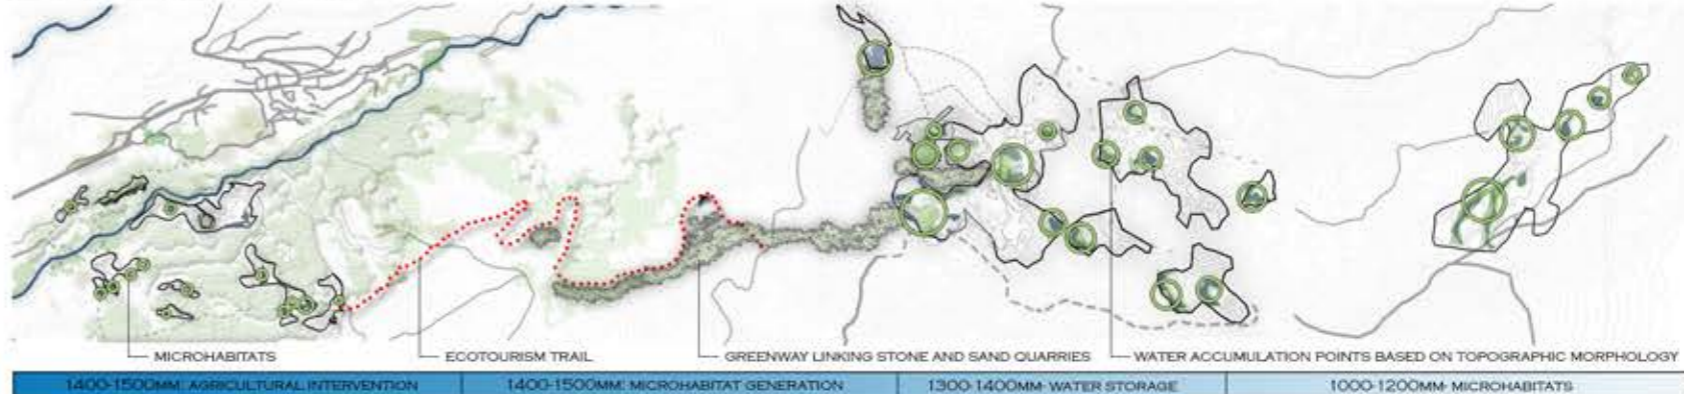 MICROHABITATS
ECOTOURISM TRAIL
GREENWAY LINKING STONE AND SAND QUARRIES
WATER ACCUMULATION POINTS BASED ON TOPOGRAPHIC MORPHOLOGY
1400-1500MM: AGRICULTURAL INTERVENTION
1400-1500MM: MICROHABITAT GENERATION
1300-1400MM- WATER STORAGE
1000-1200MM- MICROHABITATS